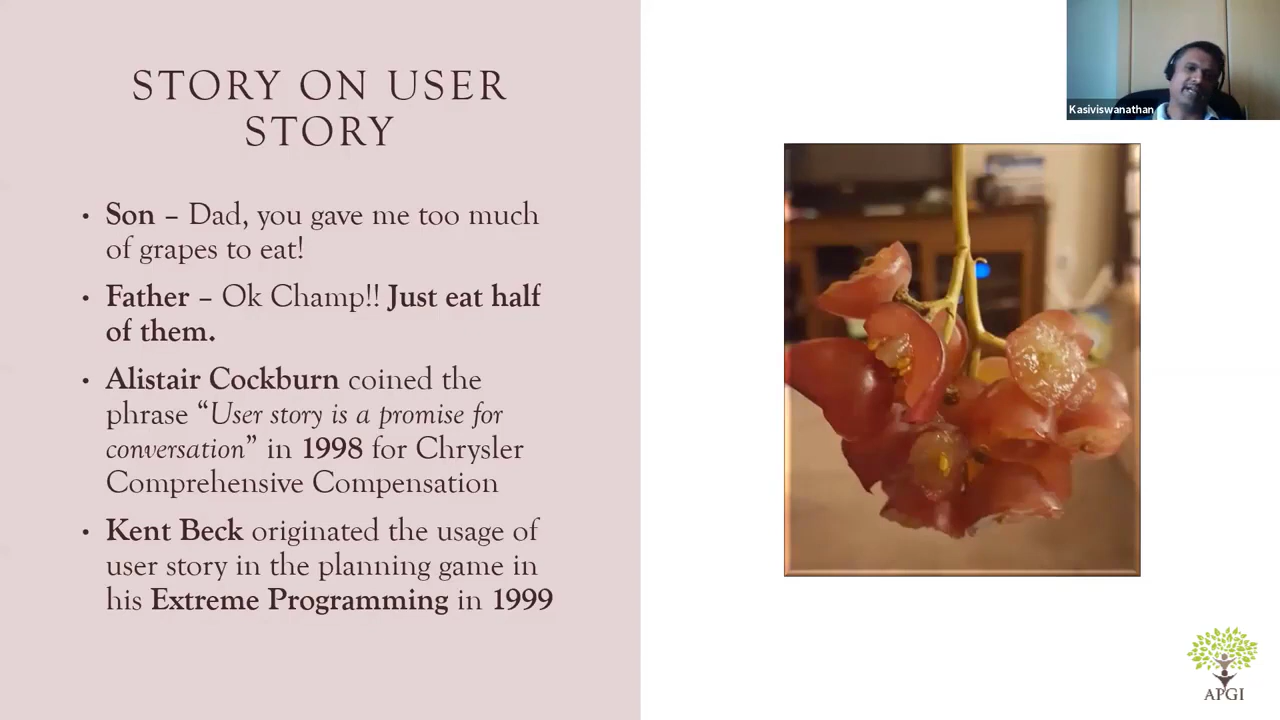 STORY ON USER
STORY
• Son – Dad, you gave me too much
of grapes to eat!
• Father – Ok Champ!! Just eat half
of them.
• Alistair Cockburn coined the
phrase “User story is a promise for
conversation” in 1998 for Chrysler
Comprehensive Compensation
• Kent Beck originated the usage of
user story in the planning game in
his Extreme Programming in 1999
Kasiviswanathan
APGI